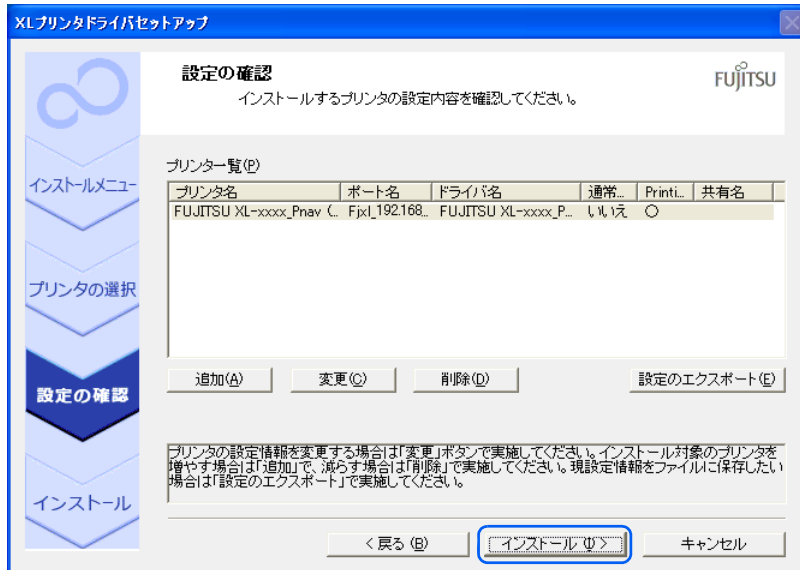 XLプリンタドライバセットアップ
設定の確認
インストールするプリンタの設定内容を確認してください。
FUJITSU
インストールメニュー
プリンタの選択
設定の確認
インストール
プリンター覧(P)
プリンタ名 ポート名 ドライバ名 通常... Printi... 共有名
FUJITSU XL-xxxx_Pnav (... Fjxl_192.168... FUJITSU XL-xxxx_P... いいえ ○
追加(A) 変更(C) 削除(D) 設定のエクスポート(E)
プリンタの設定情報を変更する場合は「変更」ボタンで実施してください。インストール対象のプリンタを
増やす場合は「追加」で、減らす場合は「削除」で実施してください。現設定情報をファイルに保存したい
場合は「設定のエクスポート」で実施してください。
< 戻る (B) インストール (I) > キャンセル